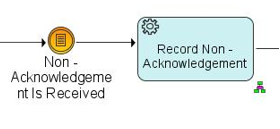 Non -
Acknowledgeme
nt Is Received
Record Non -
Acknowledgement